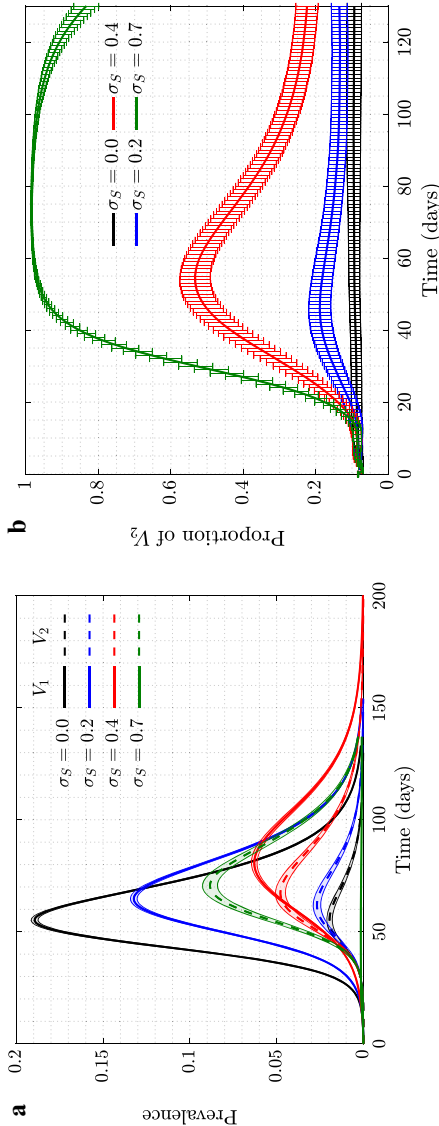 a
Prevalence
0.2
0.15
0.1
0.05
0
0
50
100
150
200
Time (days)
V1 V2
σS = 0.0
σS = 0.2
σS = 0.4
σS = 0.7
b
Proportion of V2
1
0.8
0.6
0.4
0.2
0
0
20
40
60
80
100
120
Time (days)
σS = 0.0 σS = 0.4
σS = 0.2 σS = 0.7